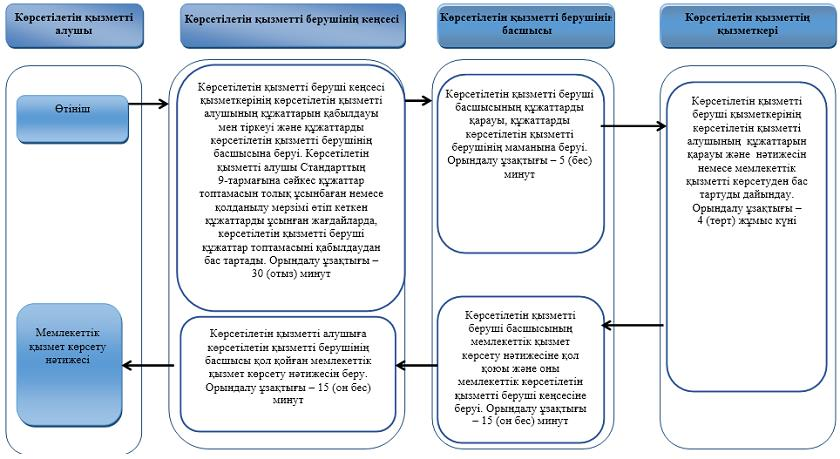 Көрсетілетін қызметті
алушы
Көрсетілетін қызметті берушінің кеңсесі
Көрсетілетін қызметті берушінің
басшысы
Көрсетілетін қызметтің
қызметкері
Өтініш
Көрсетілетін қызметті беруші кеңсесі
қызметкерінің көрсетілетін қызметті
алушының құжаттарын қабылдауы
мен тіркеуі және құжаттарды
көрсетілетін қызметті берушінің
басшысына беруі. Көрсетілетін
қызметті алушы Стандарттың
9-тармағына сәйкес құжаттар
топтамасын толық ұсынбаған немесе
қолданылу мерзімі өтіп кеткен
құжаттарды ұсынған жағдайларда,
көрсетілетін қызметті беруші
құжаттар топтамасыні қабылдаудан
бас тартады. Орындалу ұзақтығы –
30 (отыз) минут
Көрсетілетін қызметті беруші
басшысының құжаттарды
қарауы, құжаттарды
көрсетілетін қызметті
берушінің маманына беруі.
Орындалу ұзақтығы – 5 (бес)
минут
Көрсетілетін қызметті
беруші қызметкерінің
көрсетілетін қызметті
алушының құжаттарын
қарауы және нәтижесін
немесе мемлекеттік
қызметті көрсетуден бас
тартуды дайындау.
Орындалу ұзақтығы –
4 (төрт) жұмыс күні
Мемлекеттік
қызмет көрсету
нәтижесі
Көрсетілетін қызметті алушыға
көрсетілетін қызметті берушінің
басшысы қол қойған мемлекеттік
қызмет көрсету нәтижесін беру.
Орындалу ұзақтығы – 15 (он бес)
минут
Көрсетілетін қызметті
беруші басшысының
мемлекеттік қызмет
көрсету нәтижесіне қол
қоюы және оны
мемлекеттік көрсетілетін
қызметті беруші кеңсесіне
беруі. Орындалу ұзақтығы
– 15 (он бес) минут